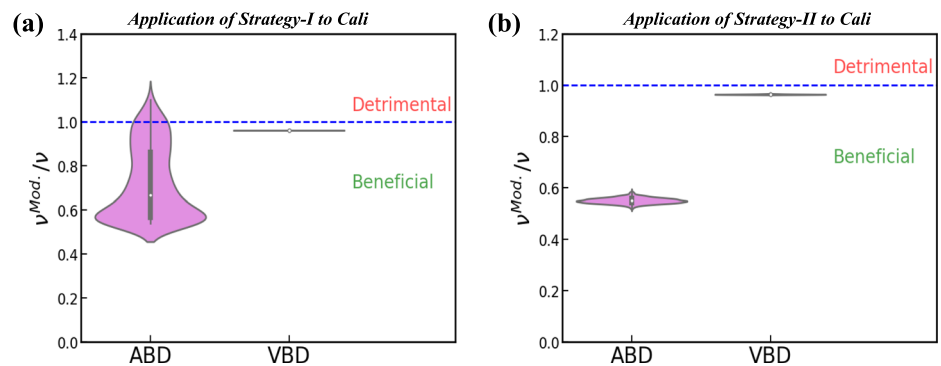 (a)
Application of Strategy-I to Cali
1.4
1.2
1.0
0.8
0.6
0.4
0.2
0.0
ν^Mod. /ν
Detrimental
Beneficial
ABD VBD
(b)
Application of Strategy-II to Cali
1.2
1.0
0.8
0.6
0.4
0.2
0.0
ν^Mod. /ν
Detrimental
Beneficial
ABD VBD